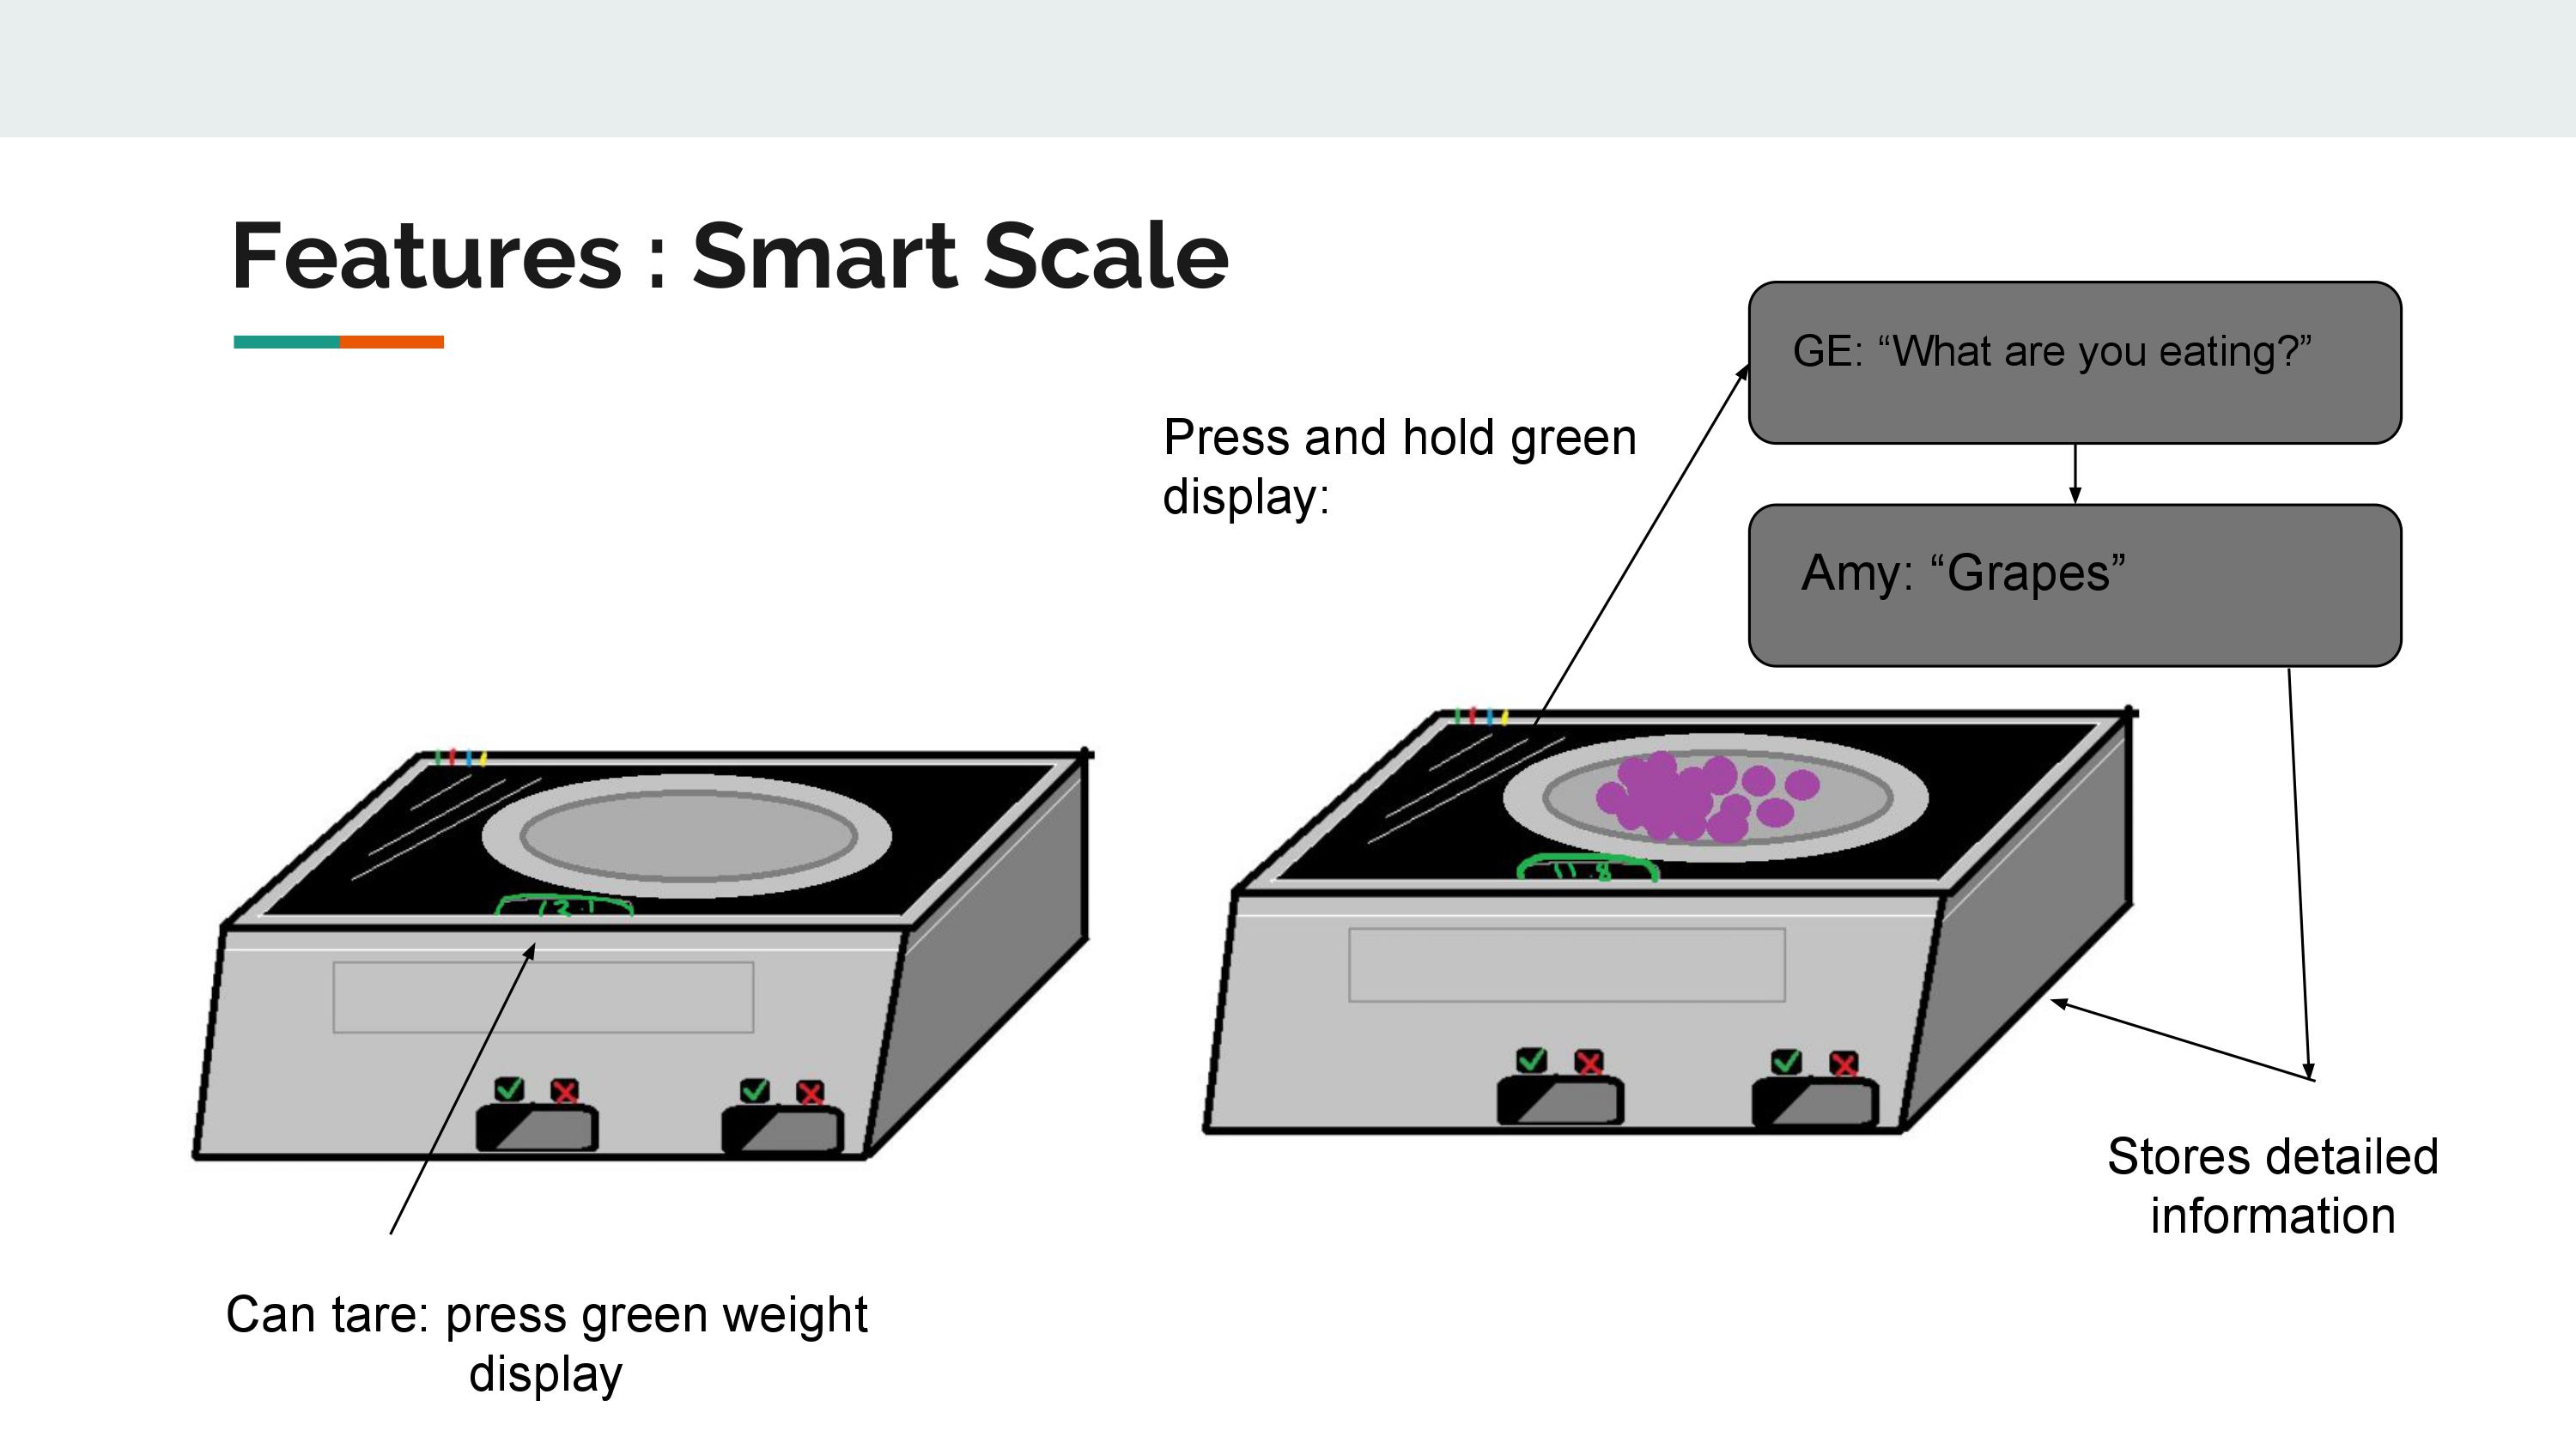 Features : Smart Scale
GE: “What are you eating?”
Press and hold green
display:
Amy: “Grapes”
13.1
11.8
Stores detailed
information
Can tare: press green weight
display